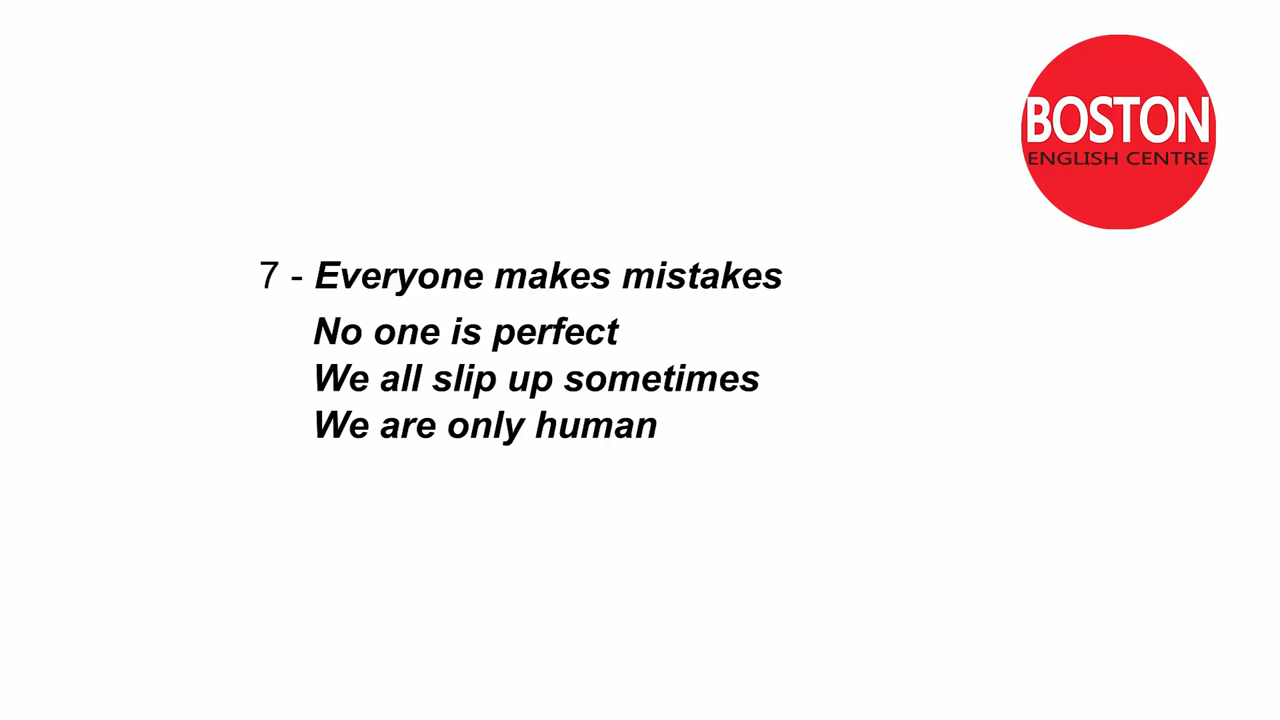 BOSTON
ENGLISH CENTRE
7 - Everyone makes mistakes
No one is perfect
We all slip up sometimes
We are only human